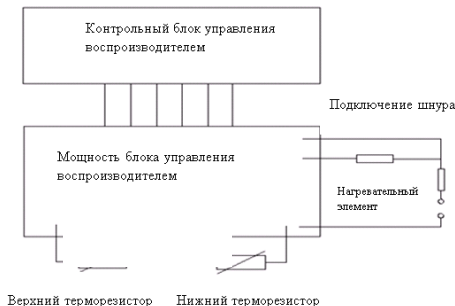 Контрольный блок управления
воспроизводителем
Подключение шнура
Мощность блока управления
воспроизводителем
Нагревательный
элемент
Верхний терморезистор
Нижний терморезистор